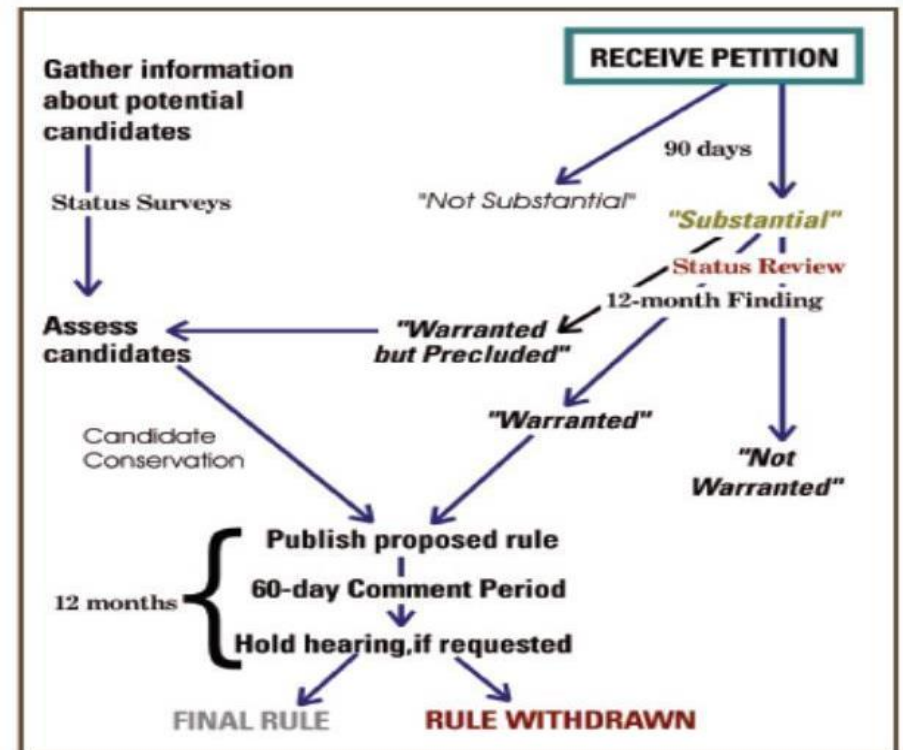 Gather information
about potential
candidates
RECEIVE PETITION
90 days
Status Surveys
"Not Substantial"
"Substantial"
Status Review
12-month Finding
Assess
candidates
"Warranted
but Precluded"
"Warranted"
Candidate
Conservation
"Not
Warranted"
Publish proposed rule
60-day Comment Period
12 months
Hold hearing,if requested
FINAL RULE
RULE WITHDRAWN